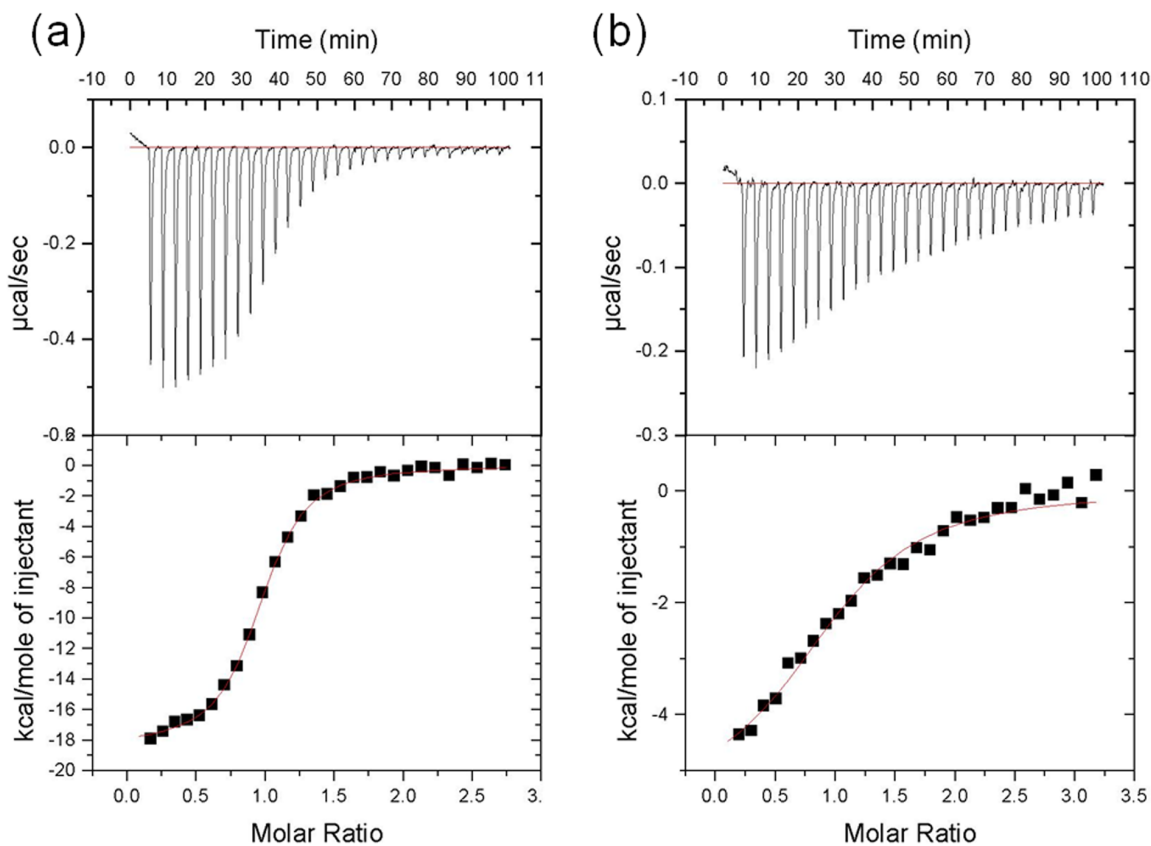 (a)
Time (min)
-10 0 10 20 30 40 50 60 70 80 90 100 11
0.0
-0.2
-0.4
µcal/sec
0
-2
-4
-6
-8
-10
-12
-14
-16
-18
-20
kcal/mole of injectant
0.0 0.5 1.0 1.5 2.0 2.5 3.
Molar Ratio
(b)
Time (min)
-10 0 10 20 30 40 50 60 70 80 90 100 110
0.1
0.0
-0.1
-0.2
-0.3
µcal/sec
0
-2
-4
kcal/mole of injectant
0.0 0.5 1.0 1.5 2.0 2.5 3.0 3.5
Molar Ratio